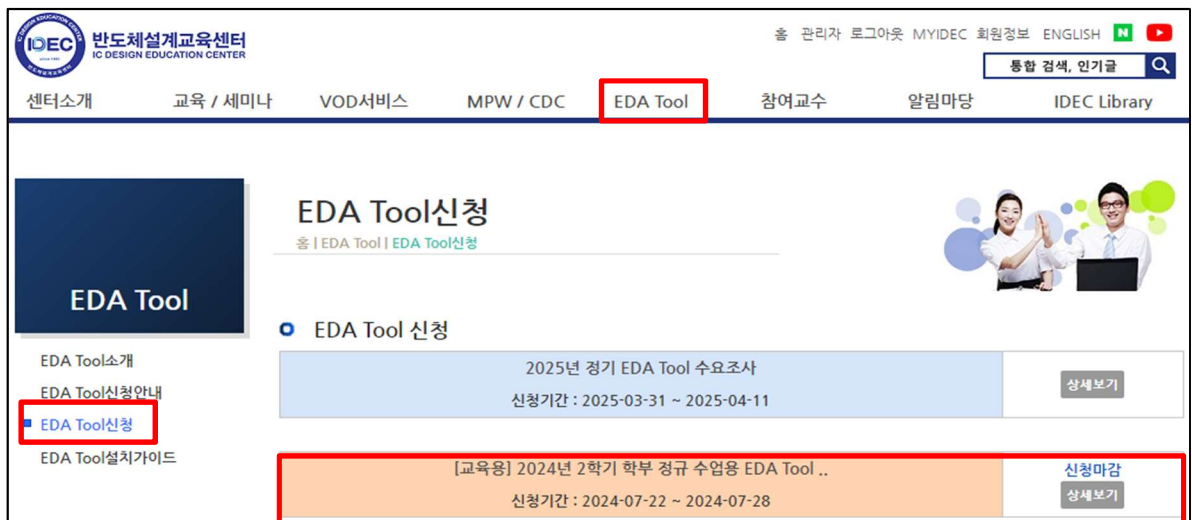 홈 관리자 로그아웃 MYIDEC 회원정보 ENGLISH N
IDEC 반도체설계교육센터
IC DESIGN EDUCATION CENTER
통합 검색, 인기글
센터소개 교육 / 세미나 VOD서비스 MPW / CDC EDA Tool 참여교수 알림마당 IDEC Library
EDA Tool신청
홈 | EDA Tool | EDA Tool신청
EDA Tool
EDA Tool소개
EDA Tool신청안내
EDA Tool신청
EDA Tool설치가이드
EDA Tool 신청
2025년 정기 EDA Tool 수요조사
신청기간 : 2025-03-31 ~ 2025-04-11
상세보기
[교육용] 2024년 2학기 학부 정규 수업용 EDA Tool ..
신청기간 : 2024-07-22 ~ 2024-07-28
신청마감
상세보기